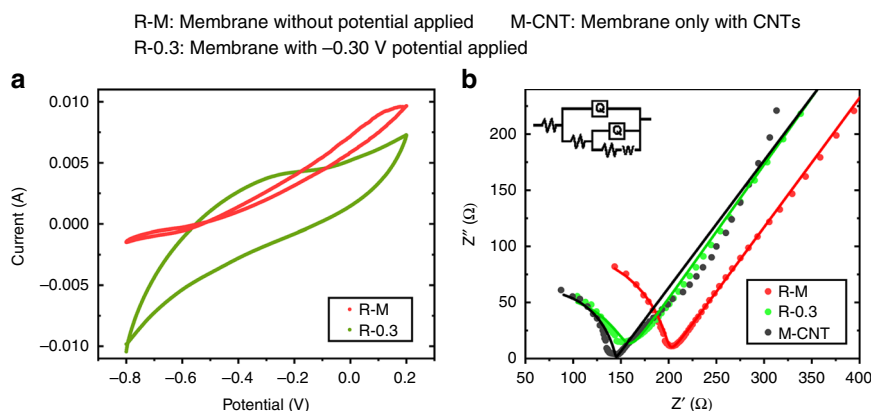 R-M: Membrane without potential applied M-CNT: Membrane only with CNTs
R-0.3: Membrane with –0.30 V potential applied
a
0.010
0.005
0.000
–0.005
–0.010
Current (A)
R-M
R-0.3
–0.8 –0.6 –0.4 –0.2 0.0 0.2
Potential (V)
b
Q
Q
W
200
150
100
50
0
Z″ (Ω)
R-M
R-0.3
M-CNT
50 100 150 200 250 300 350 400
Z′ (Ω)